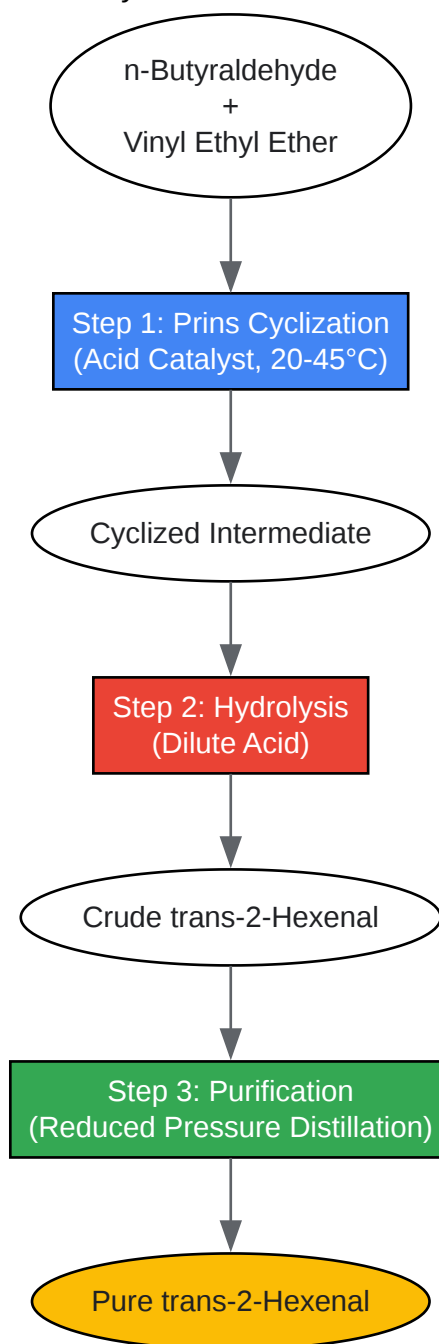 n-Butyraldehyde
+
Vinyl Ethyl Ether
Step 1: Prins Cyclization
(Acid Catalyst, 20-45°C)
Cyclized Intermediate
Step 2: Hydrolysis
(Dilute Acid)
Crude trans-2-Hexenal
Step 3: Purification
(Reduced Pressure Distillation)
Pure trans-2-Hexenal